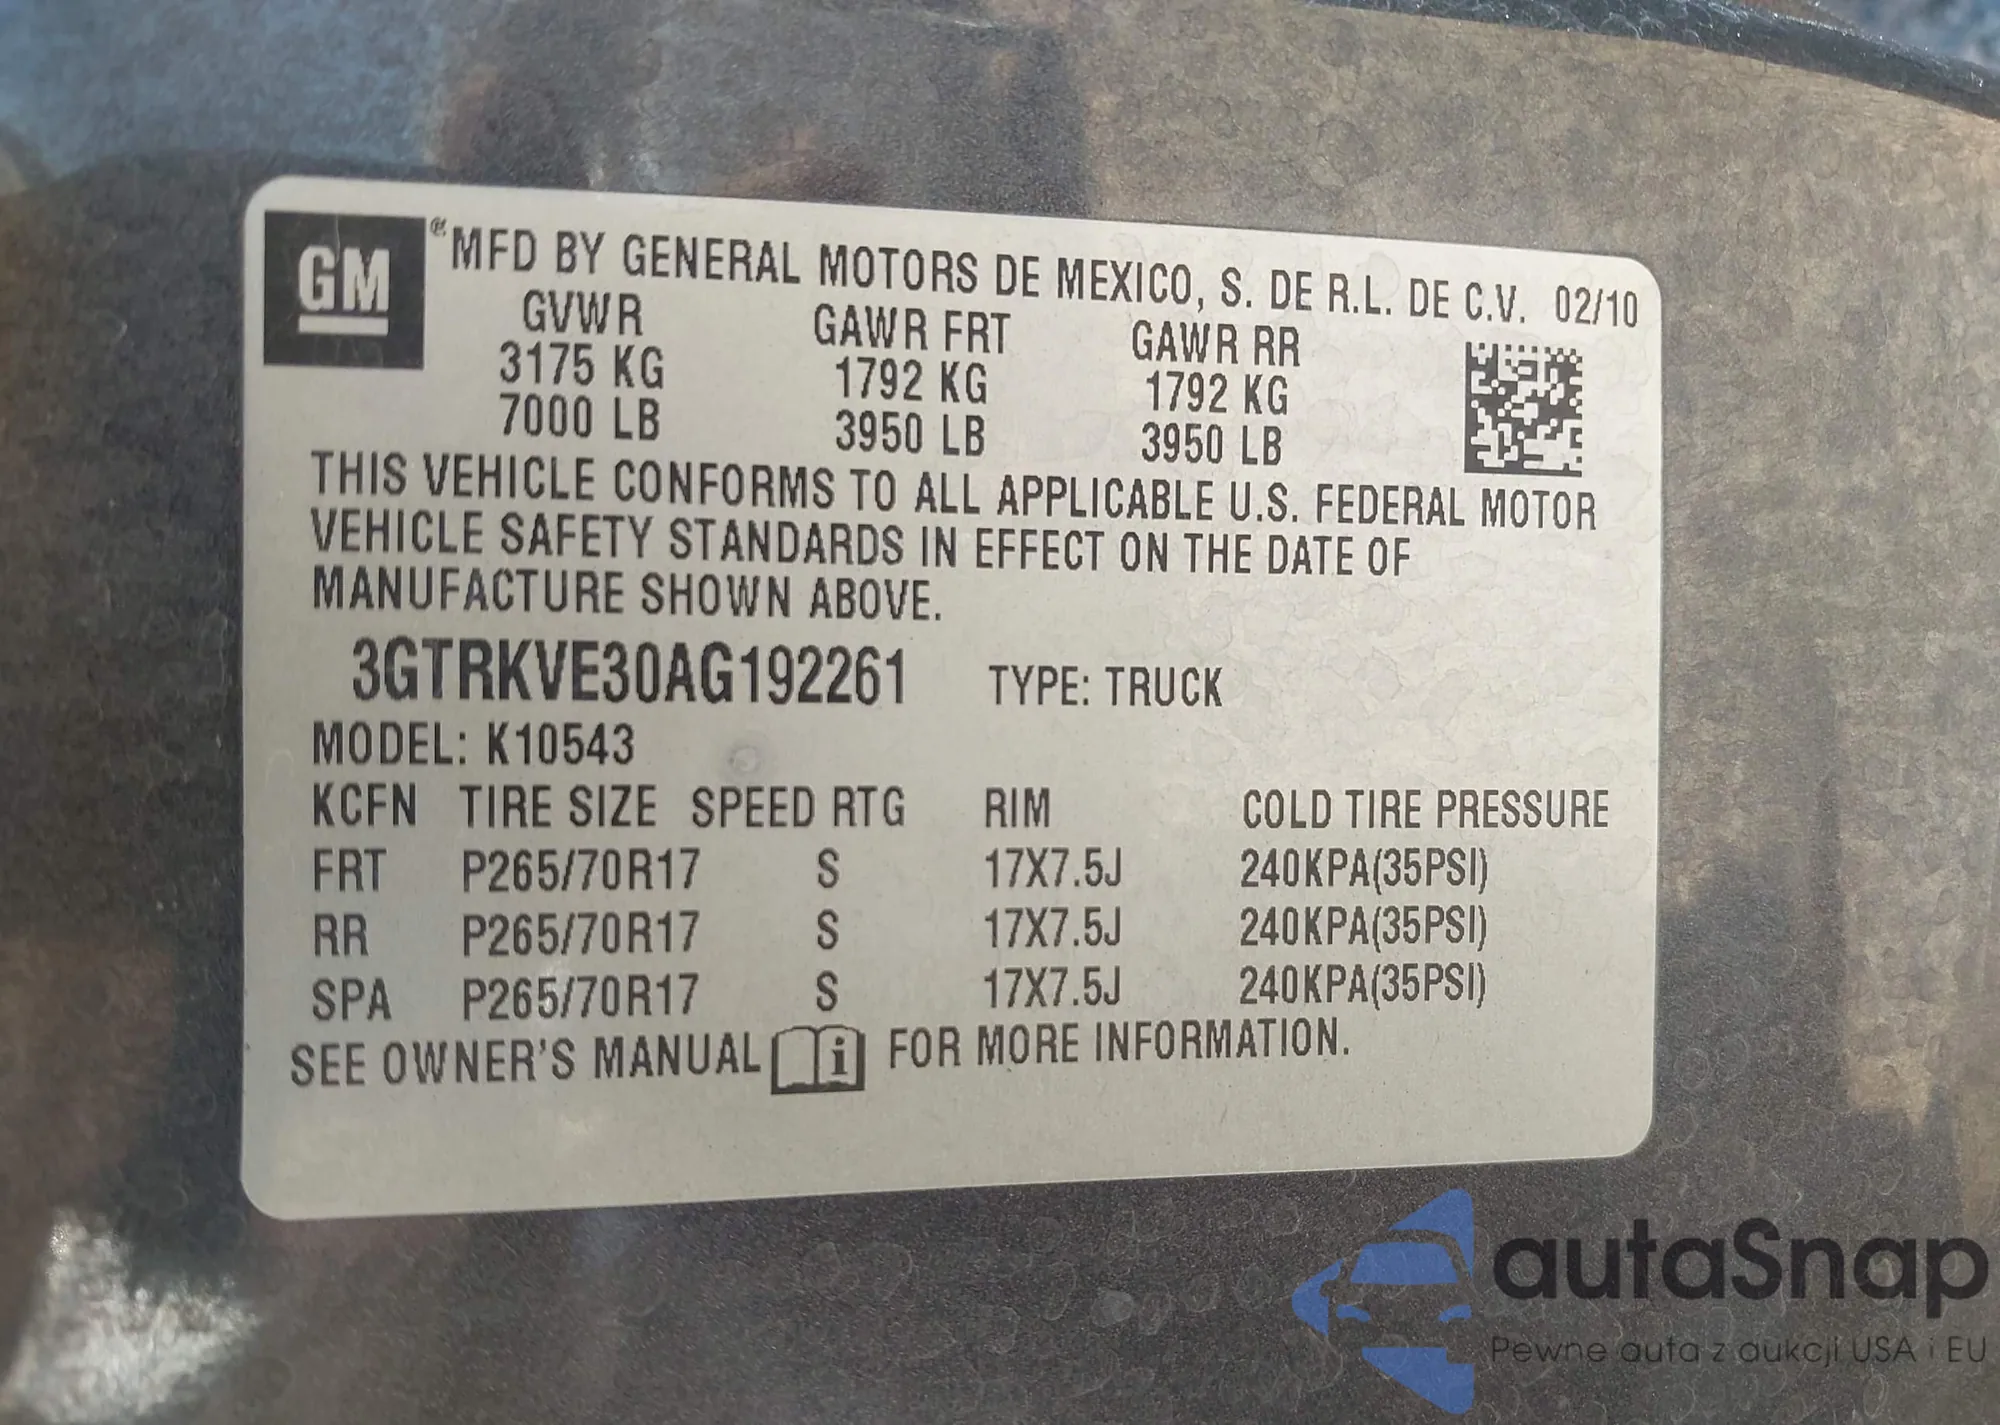 GM
® MFD BY GENERAL MOTORS DE MEXICO, S. DE R.L. DE C.V. 02/10
GVWR GAWR FRT GAWR RR
3175 KG 1792 KG 1792 KG
7000 LB 3950 LB 3950 LB
THIS VEHICLE CONFORMS TO ALL APPLICABLE U.S. FEDERAL MOTOR
VEHICLE SAFETY STANDARDS IN EFFECT ON THE DATE OF
MANUFACTURE SHOWN ABOVE.
3GTRKVE30AG192261 TYPE: TRUCK
MODEL: K10543
KCFN TIRE SIZE SPEED RTG RIM COLD TIRE PRESSURE
FRT P265/70R17 S 17X7.5J 240KPA(35PSI)
RR P265/70R17 S 17X7.5J 240KPA(35PSI)
SPA P265/70R17 S 17X7.5J 240KPA(35PSI)
SEE OWNER'S MANUAL i FOR MORE INFORMATION.
autaSnap
Pewne auta z aukcji USA i EU